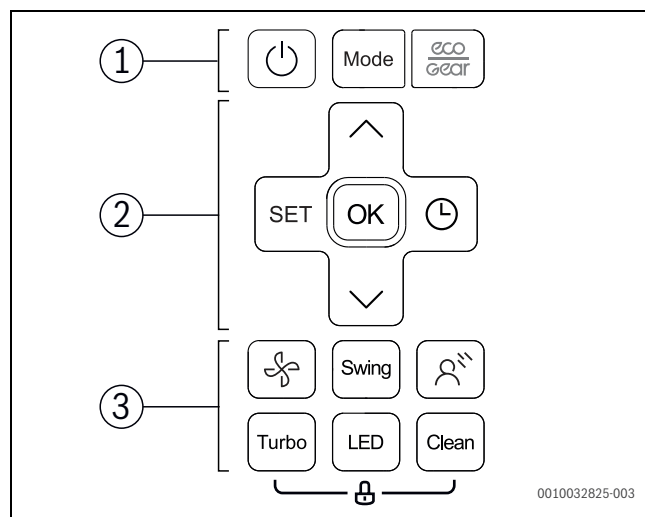 1
Mode
eco
Gear
2
SET
OK
3
Swing
Turbo
LED
Clean
0010032825-003